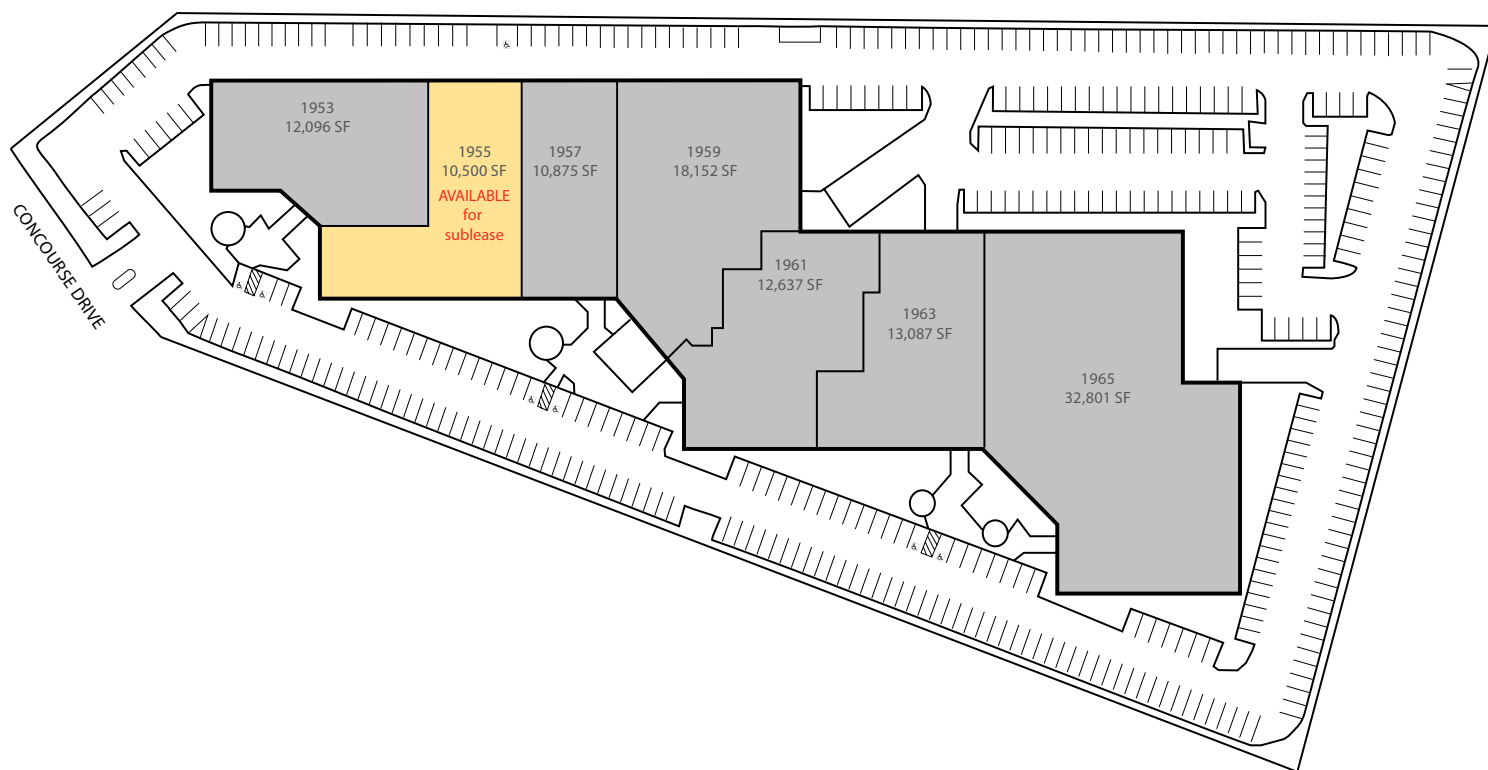 1953
12,096 SF
1955
10,500 SF
AVAILABLE
for
sublease
1957
10,875 SF
1959
18,152 SF
1961
12,637 SF
1963
13,087 SF
1965
32,801 SF
CONCOURSE DRIVE